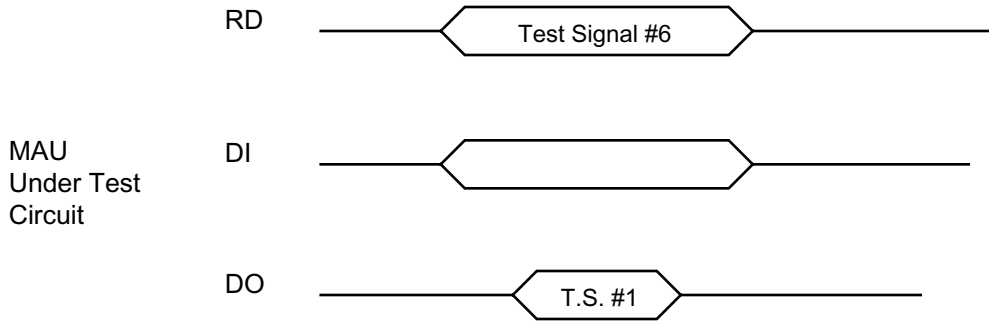 RD
Test Signal #6
MAU
Under Test
Circuit
DI
DO
T.S. #1